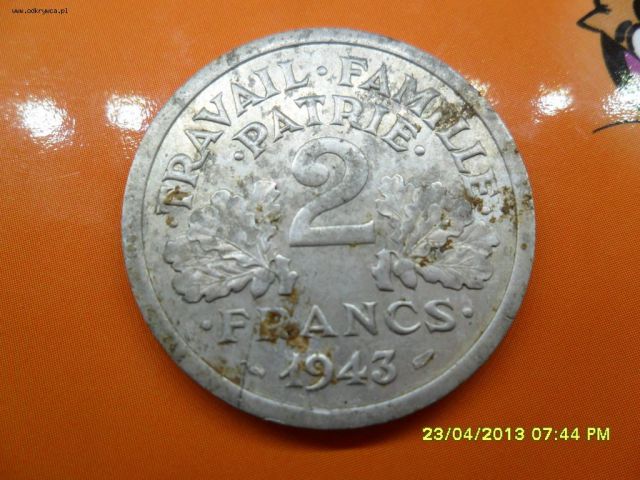 www.odkrywca.pl
·TRAVAIL·FAMILLE·
·PATRIE·
2
·FRANCS·
1943
23/04/2013 07:44 PM